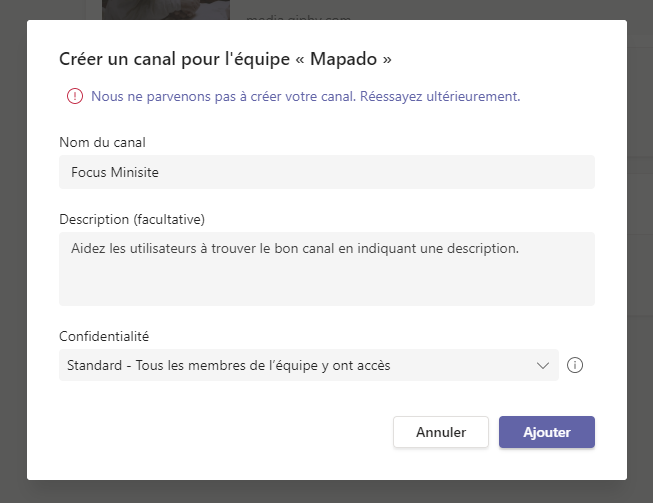 media.giphy.com
Créer un canal pour l'équipe « Mapado »
Nous ne parvenons pas à créer votre canal. Réessayez ultérieurement.
Nom du canal
Focus Minisite
Description (facultative)
Aidez les utilisateurs à trouver le bon canal en indiquant une description.
Confidentialité
Standard - Tous les membres de l’équipe y ont accès
Annuler
Ajouter